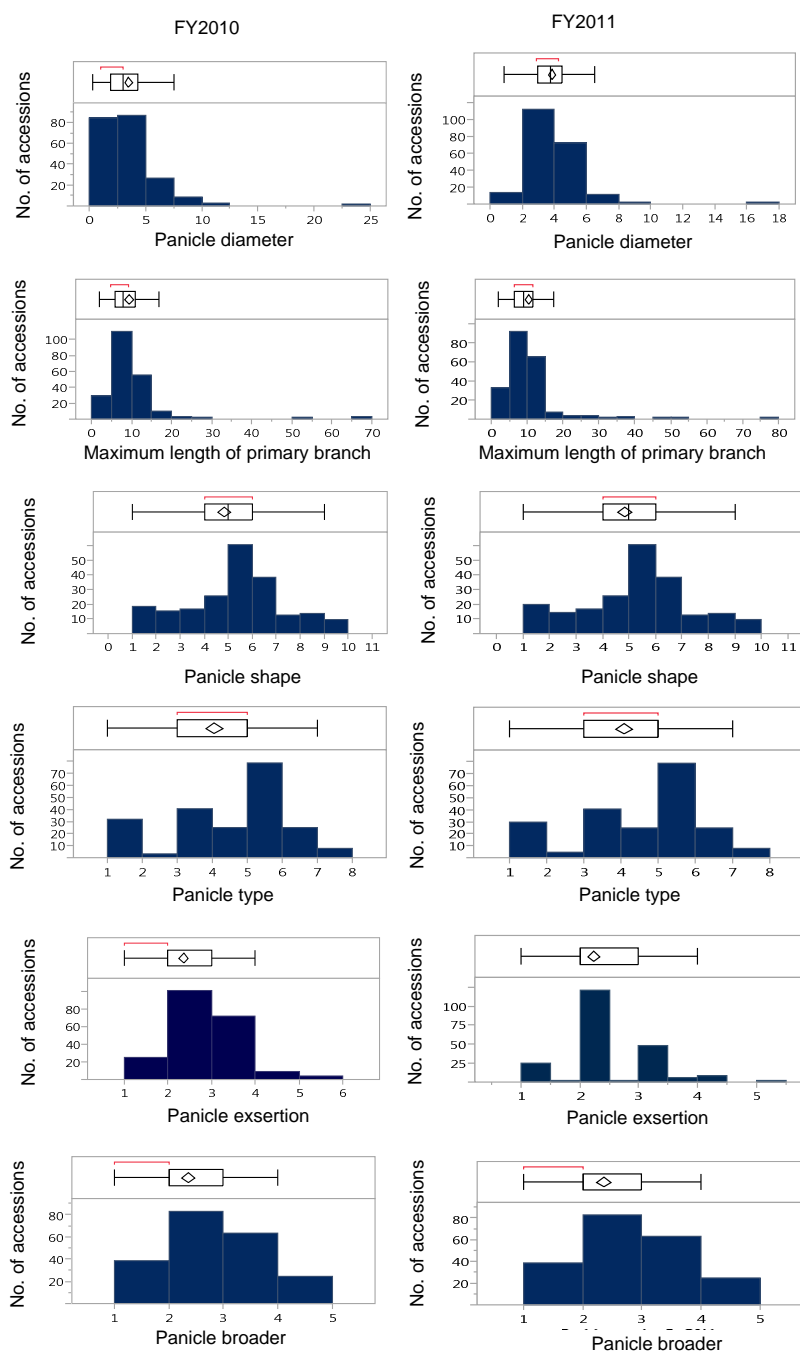 FY2010
FY2011
No. of accessions
80
60
40
20
0 5 10 15 20 25
Panicle diameter
No. of accessions
100
80
60
40
20
0 2 4 6 8 10 12 14 16 18
Panicle diameter
No. of accessions
100
80
60
40
20
0 10 20 30 40 50 60 70
Maximum length of primary branch
No. of accessions
80
60
40
20
0 10 20 30 40 50 60 70 80
Maximum length of primary branch
No. of accessions
50
40
30
20
10
0 1 2 3 4 5 6 7 8 9 10 11
Panicle shape
No. of accessions
50
40
30
20
10
0 1 2 3 4 5 6 7 8 9 10 11
Panicle shape
No. of accessions
70
60
50
40
30
20
10
1 2 3 4 5 6 7 8
Panicle type
No. of accessions
70
60
50
40
30
20
10
1 2 3 4 5 6 7 8
Panicle type
No. of accessions
80
60
40
20
1 2 3 4 5 6
Panicle exsertion
No. of accessions
100
75
50
25
1 2 3 4 5
Panicle exsertion
No. of accessions
80
60
40
20
1 2 3 4 5
Panicle broader
No. of accessions
80
60
40
20
1 2 3 4 5
Panicle broader